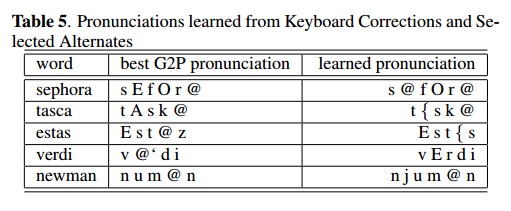 Table 5. Pronunciations learned from Keyboard Corrections and Se-
lected Alternates
word best G2P pronunciation learned pronunciation
sephora s E f O r @ s @ f O r @
tasca t A s k @ t { s k @
estas E s t @ z E s t { s
verdi v @‘ d i v E r d i
newman n u m @ n n j u m @ n